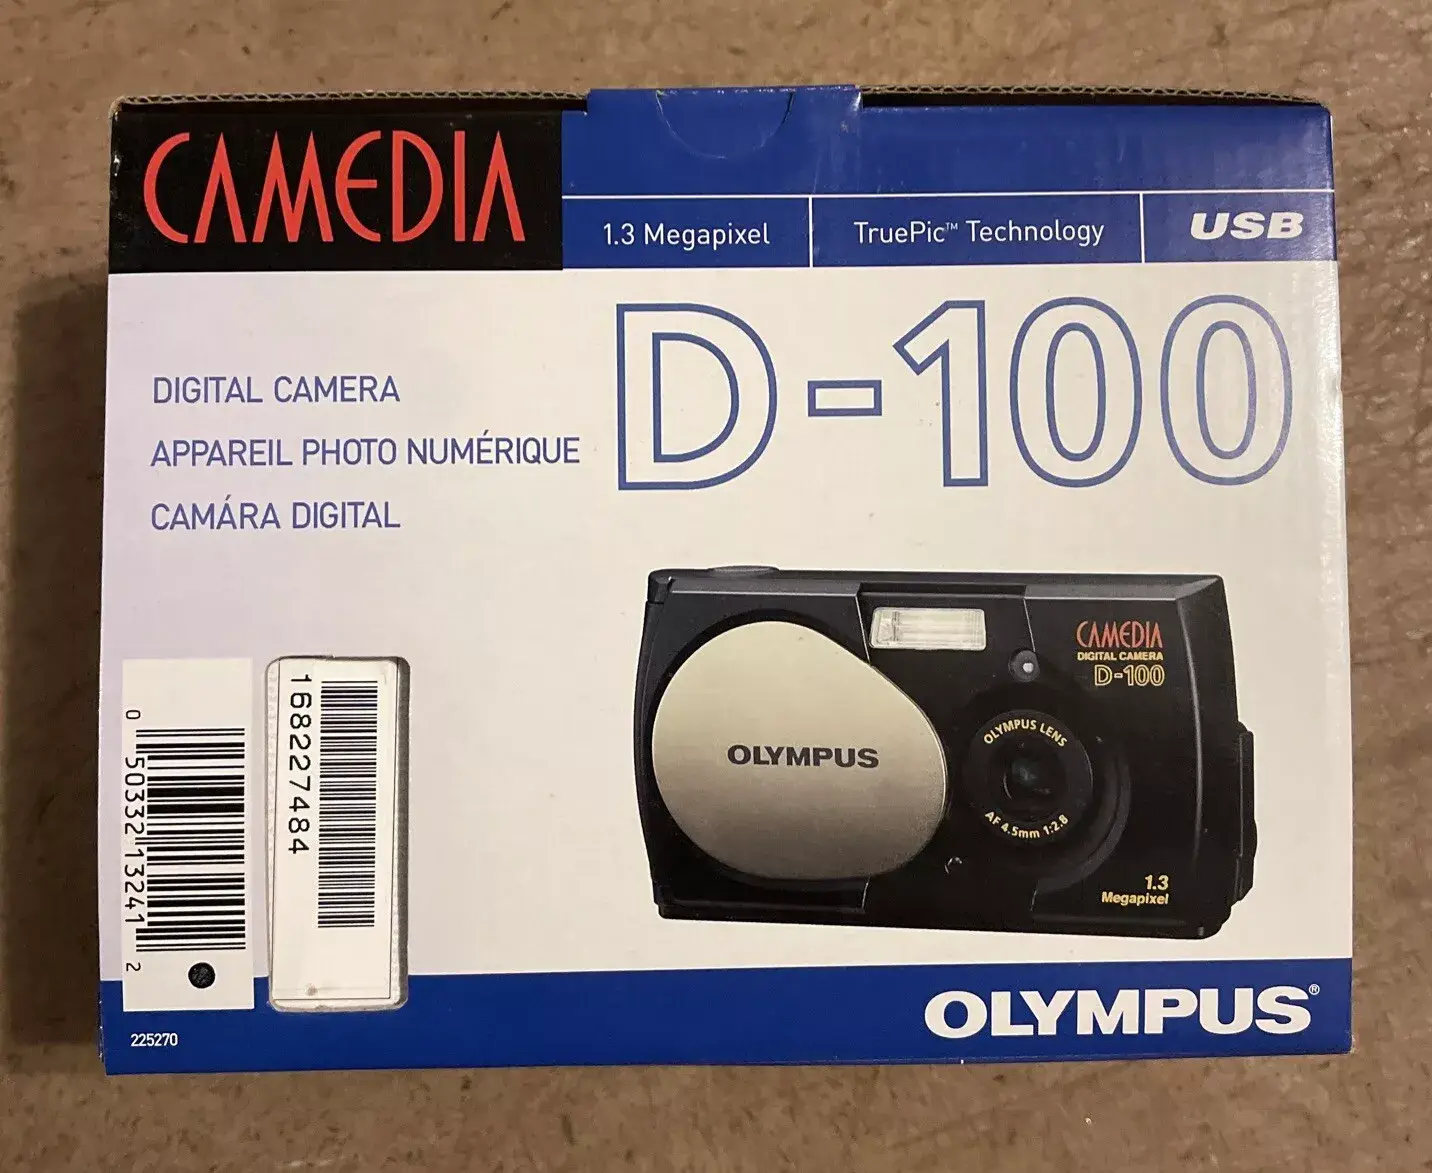 CAMEDIA
1.3 Megapixel
TruePic™ Technology
USB
D-100
DIGITAL CAMERA
APPAREIL PHOTO NUMÉRIQUE
CAMÁRA DIGITAL
CAMEDIA
DIGITAL CAMERA
D-100
OLYMPUS
OLYMPUS LENS
AF 4.5mm 1:2.8
1.3
Megapixel
0 50332 13241 2
168227484
OLYMPUS®
225270